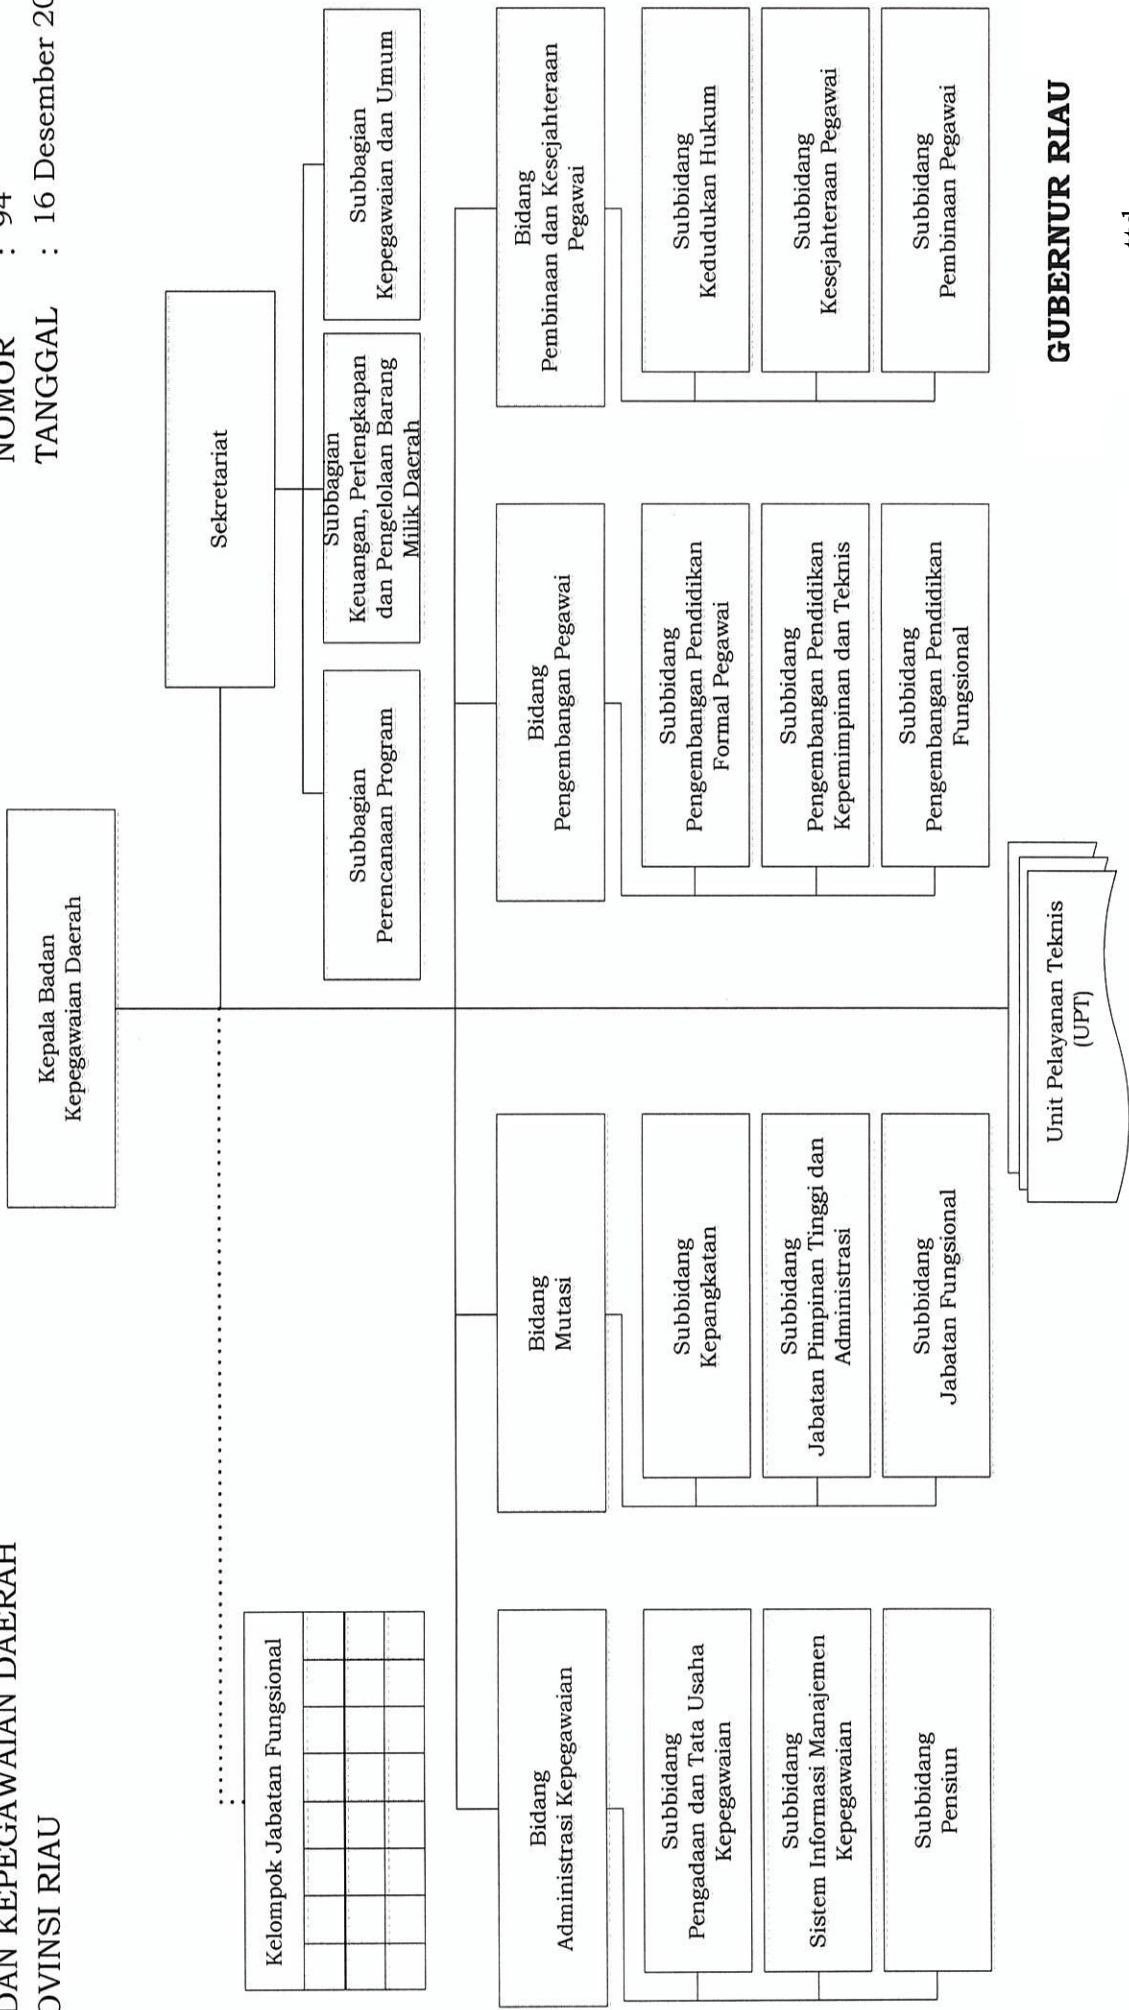 KEPEGAWAIAN DAERAH
RIAU
NOMOR : 94
TANGGAL : 16 Desember
Kepala Badan
Kepegawaian Daerah
Sekretariat
Kelompok Jabatan Fungsional
Subbagian
Perencanaan Program
Subbagian
Keuangan, Perlengkapan
dan Pengelolaan Barang
Milik Daerah
Subbagian
Kepegawaian dan Umum
Bidang
Administrasi Kepegawaian
Subbidang
Pengadaan dan Tata Usaha
Kepegawaian
Subbidang
Sistem Informasi Manajemen
Kepegawaian
Subbidang
Pensiun
Bidang
Mutasi
Subbidang
Kepangkatan
Subbidang
Jabatan Pimpinan Tinggi dan
Administrasi
Subbidang
Jabatan Fungsional
Bidang
Pengembangan Pegawai
Subbidang
Pengembangan Pendidikan
Formal Pegawai
Subbidang
Pengembangan Pendidikan
Kepemimpinan dan Teknis
Subbidang
Pengembangan Pendidikan
Fungsional
Bidang
Pembinaan dan Kesejahteraan
Pegawai
Subbidang
Kedudukan Hukum
Subbidang
Kesejahteraan Pegawai
Subbidang
Pembinaan Pegawai
Unit Pelayanan Teknis
(UPT)
GUBERNUR RIAU